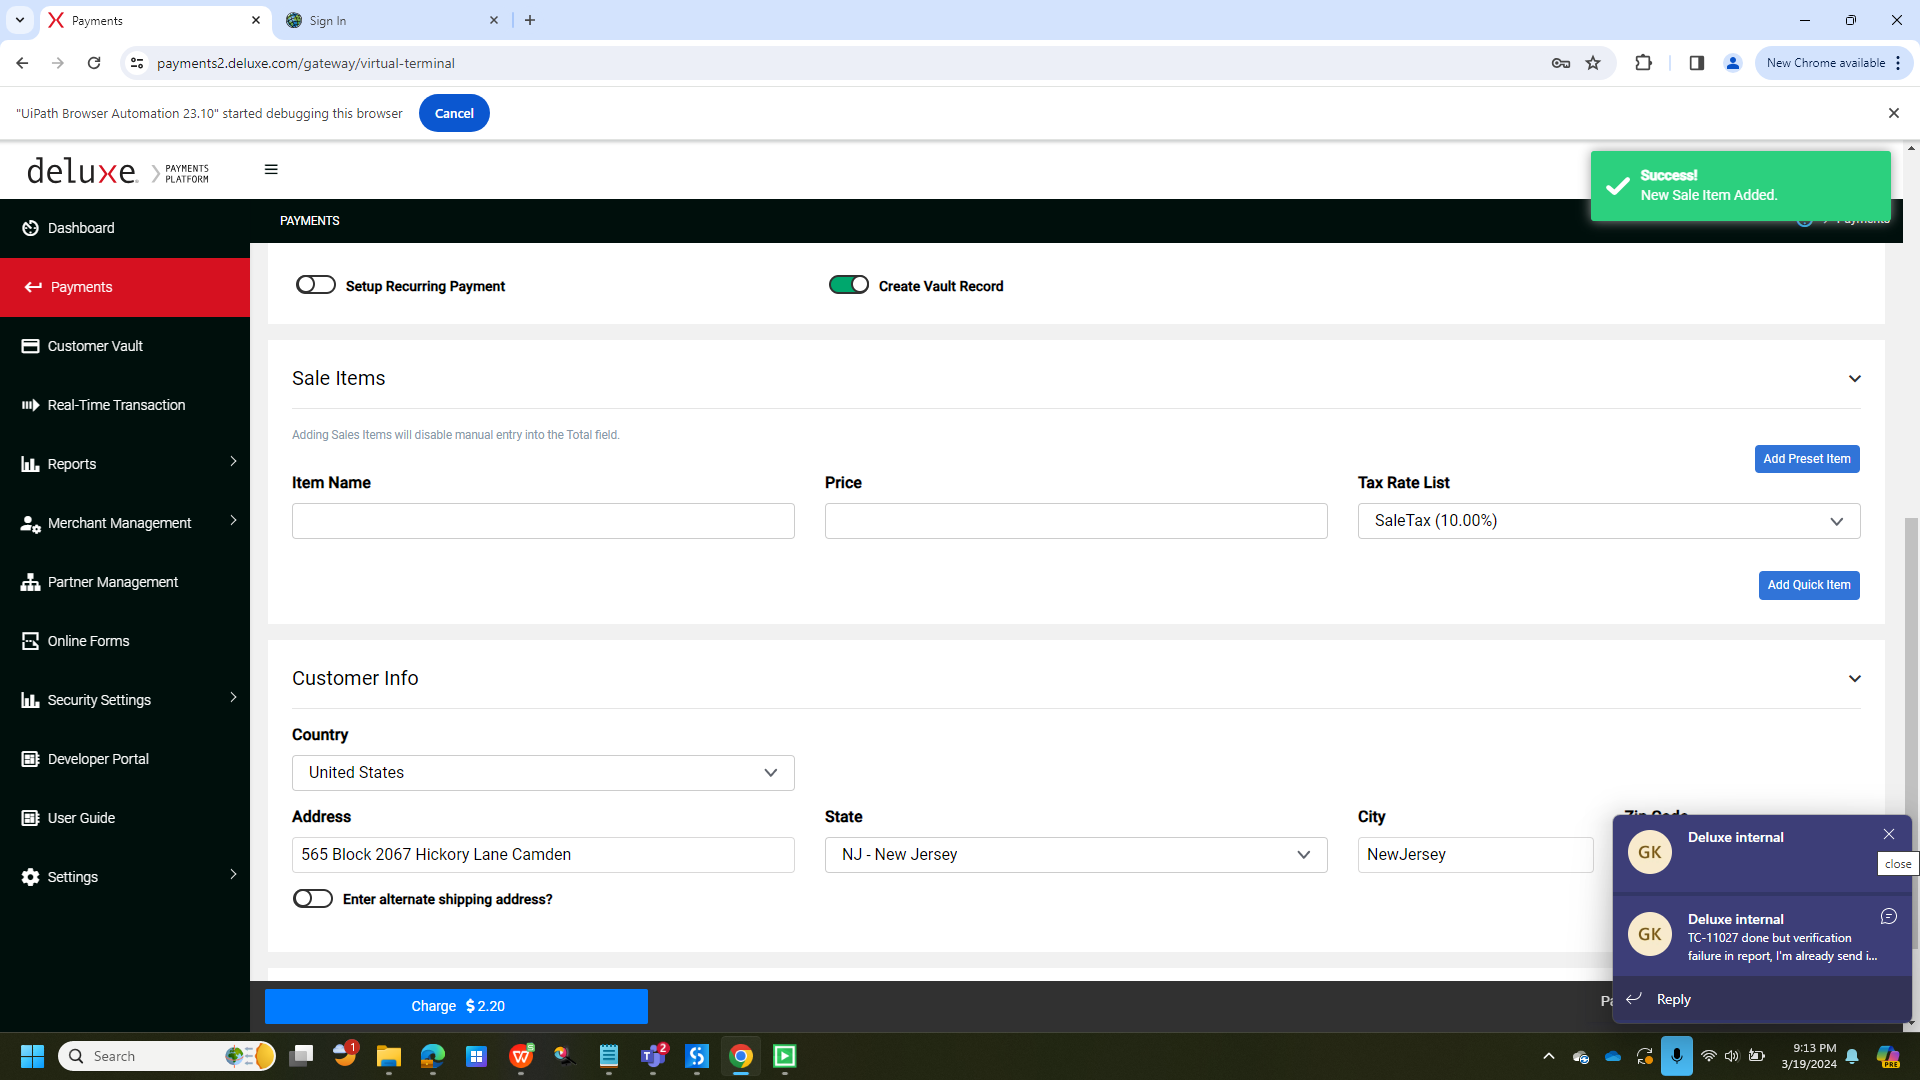 Payments
Sign In
payments2.deluxe.com/gateway/virtual-terminal
New Chrome available
"UiPath Browser Automation 23.10" started debugging this browser
Cancel
deluxe.
PAYMENTS
PLATFORM
Success!
New Sale Item Added.
Dashboard
PAYMENTS
Payments
Payments
Setup Recurring Payment
Create Vault Record
Customer Vault
Sale Items
Real-Time Transaction
Adding Sales Items will disable manual entry into the Total field.
Reports
Add Preset Item
Item Name
Price
Tax Rate List
Merchant Management
SaleTax (10.00%)
Partner Management
Add Quick Item
Online Forms
Customer Info
Security Settings
Country
Developer Portal
United States
User Guide
Address
State
City
Zip Code
565 Block 2067 Hickory Lane Camden
NJ - New Jersey
NewJersey
Settings
Enter alternate shipping address?
GK
Deluxe internal
close
GK
Deluxe internal
TC-11027 done but verification
failure in report, I'm already send i...
Reply
Charge $ 2.20
Pa
Search
1
2
9:13 PM
3/19/2024
PRE